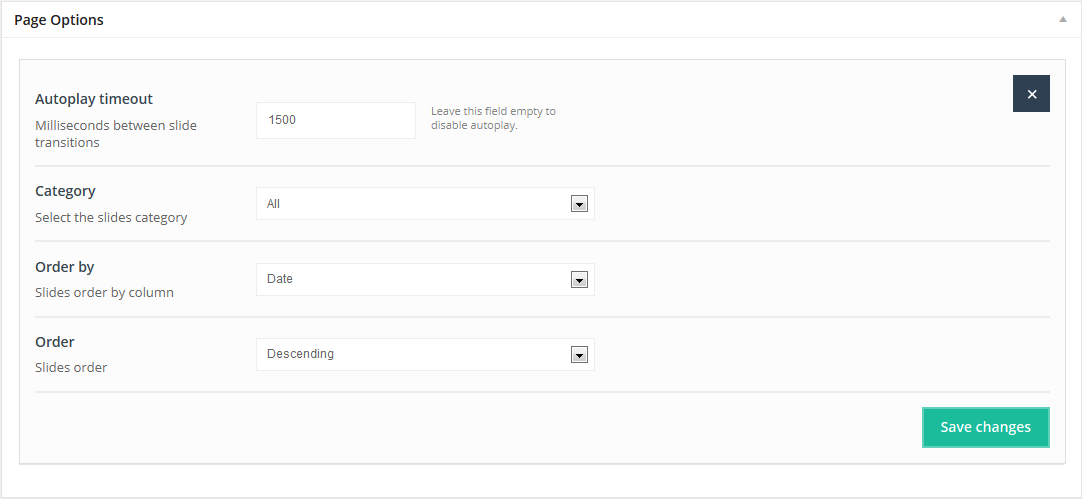 Page Options
Autoplay timeout
Milliseconds between slide
transitions
1500
Leave this field empty to
disable autoplay.
Category
Select the slides category
All
Order by
Slides order by column
Date
Order
Slides order
Descending
Save changes